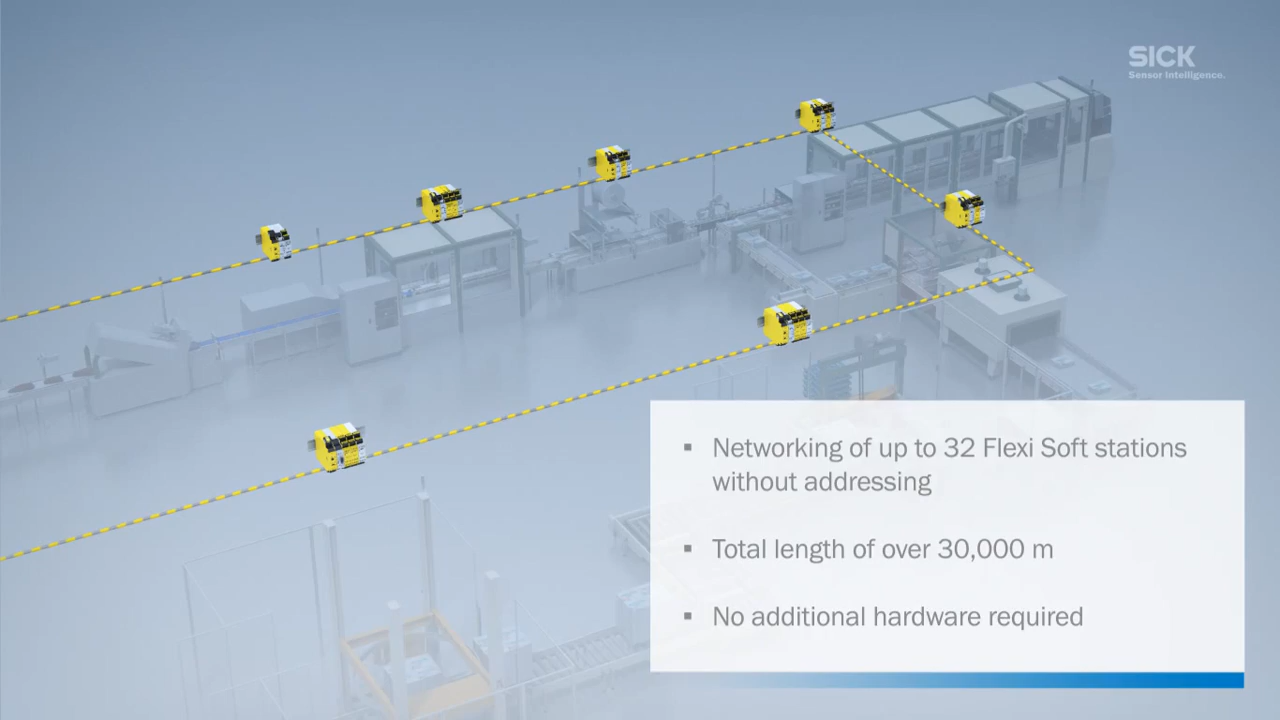 SICK
Sensor Intelligence.
▪ Networking of up to 32 Flexi Soft stations
without addressing
▪ Total length of over 30,000 m
▪ No additional hardware required